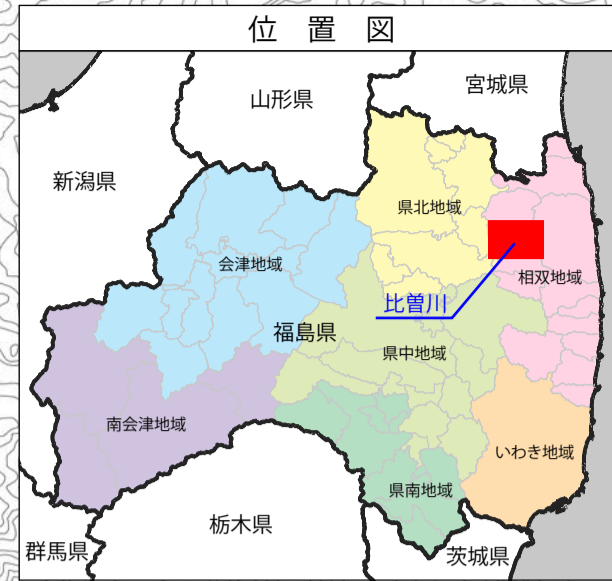 位置図
宮城県
山形県
新潟県
県北地域
会津地域
相双地域
比曽川
福島県
県中地域
南会津地域
いわき地域
県南地域
栃木県
群馬県
茨城県